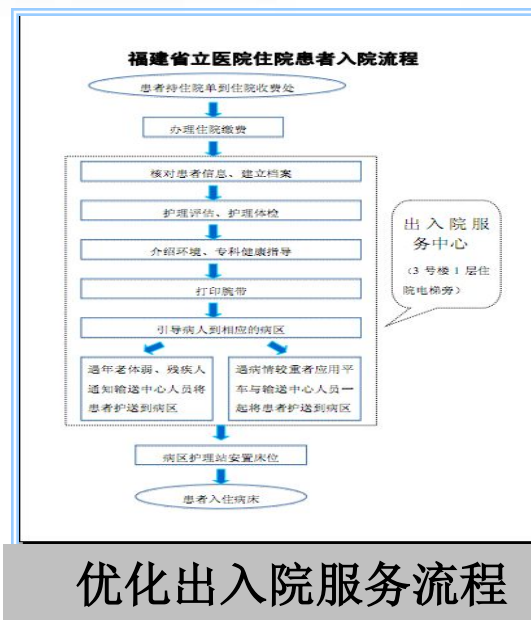 福建省立医院住院患者入院流程
患者持住院单到住院收费处
办理住院缴费
核对患者信息、建立档案
护理评估、护理体检
介绍环境、专科健康指导
打印腕带
引导病人到相应的病区
遇年老体弱、残疾人
通知输送中心人员将
患者护送到病区
遇病情较重者应用平
车与输送中心人员一
起将患者护送到病区
出入院服
务中心
（3 号楼 1 层住
院电梯旁）
病区护理站安置床位
患者入住病床
优化出入院服务流程